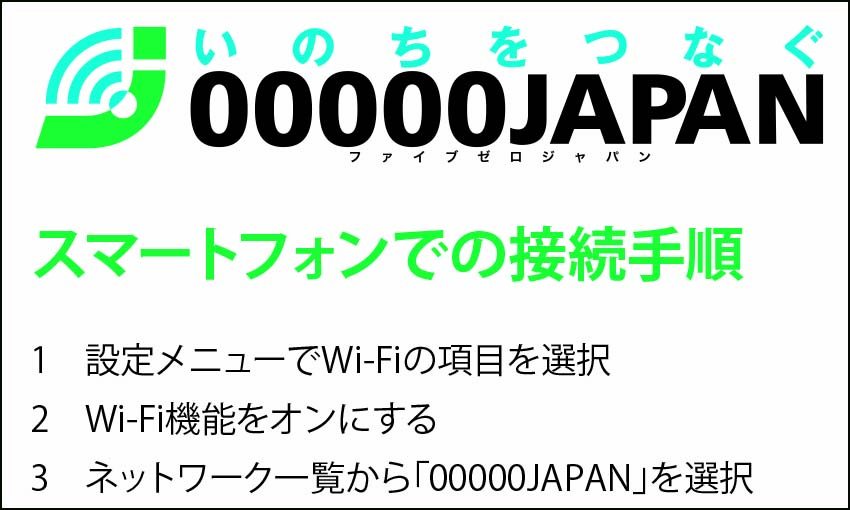 いのちをつなぐ
00000JAPAN
ファイブゼロジャパン
スマートフォンでの接続手順
1 設定メニューでWi-Fiの項目を選択
2 Wi-Fi機能をオンにする
3 ネットワーク一覧から「00000JAPAN」を選択